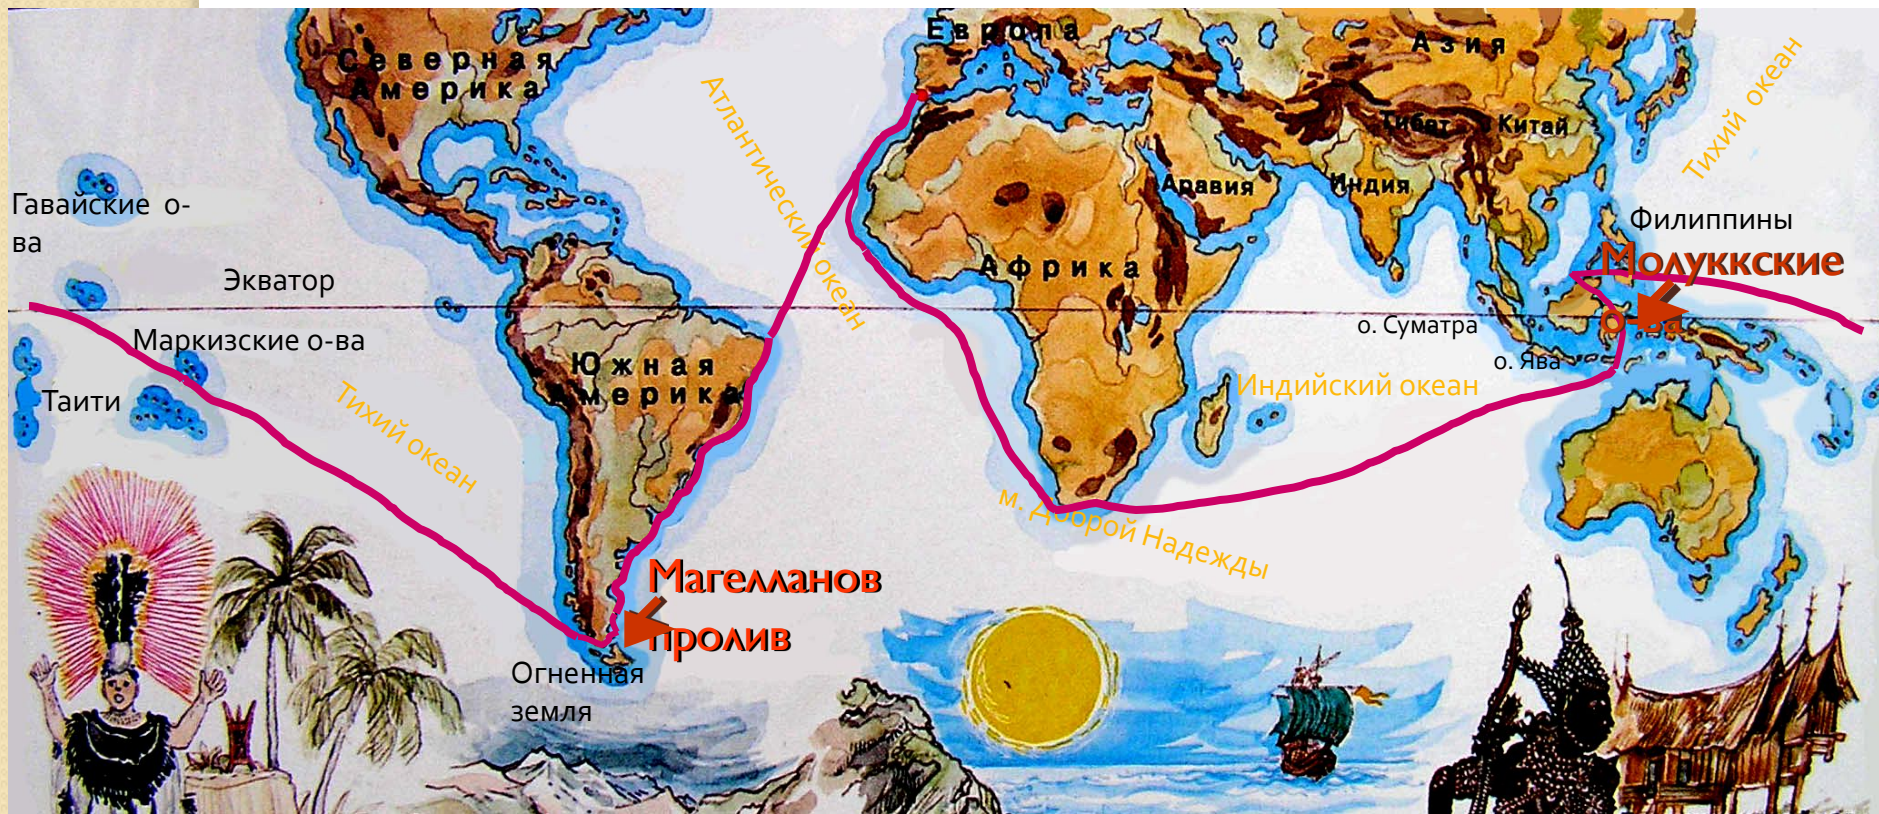 Северная
Америка
Европа
Азия
Атлантический океан
Тихий океан
Тибет
Китай
Гавайские о-
ва
Аравия
Индия
Филиппины
Молуккские
о-ва
Африка
Экватор
Маркизские о-ва
о. Суматра
о. Ява
Южная
Америка
Индийский океан
Таити
Тихий океан
м. Доброй Надежды
Магелланов
пролив
Огненная
земля